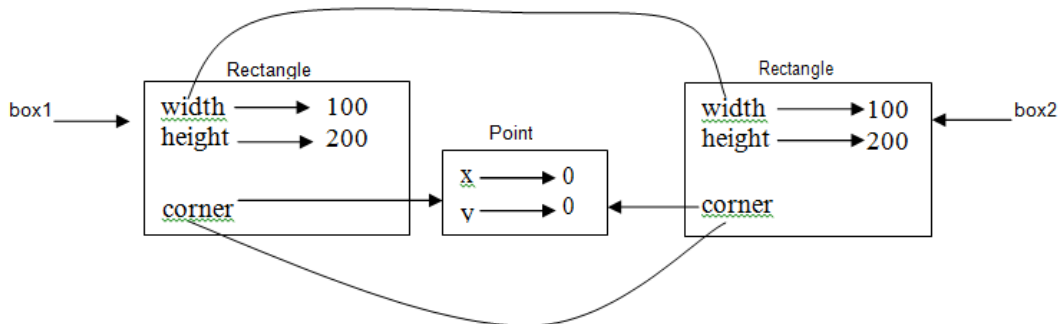 Rectangle
Rectangle
box1
width 100
height 200
corner
Point
x 0
v 0
width 100
height 200
corner
box2